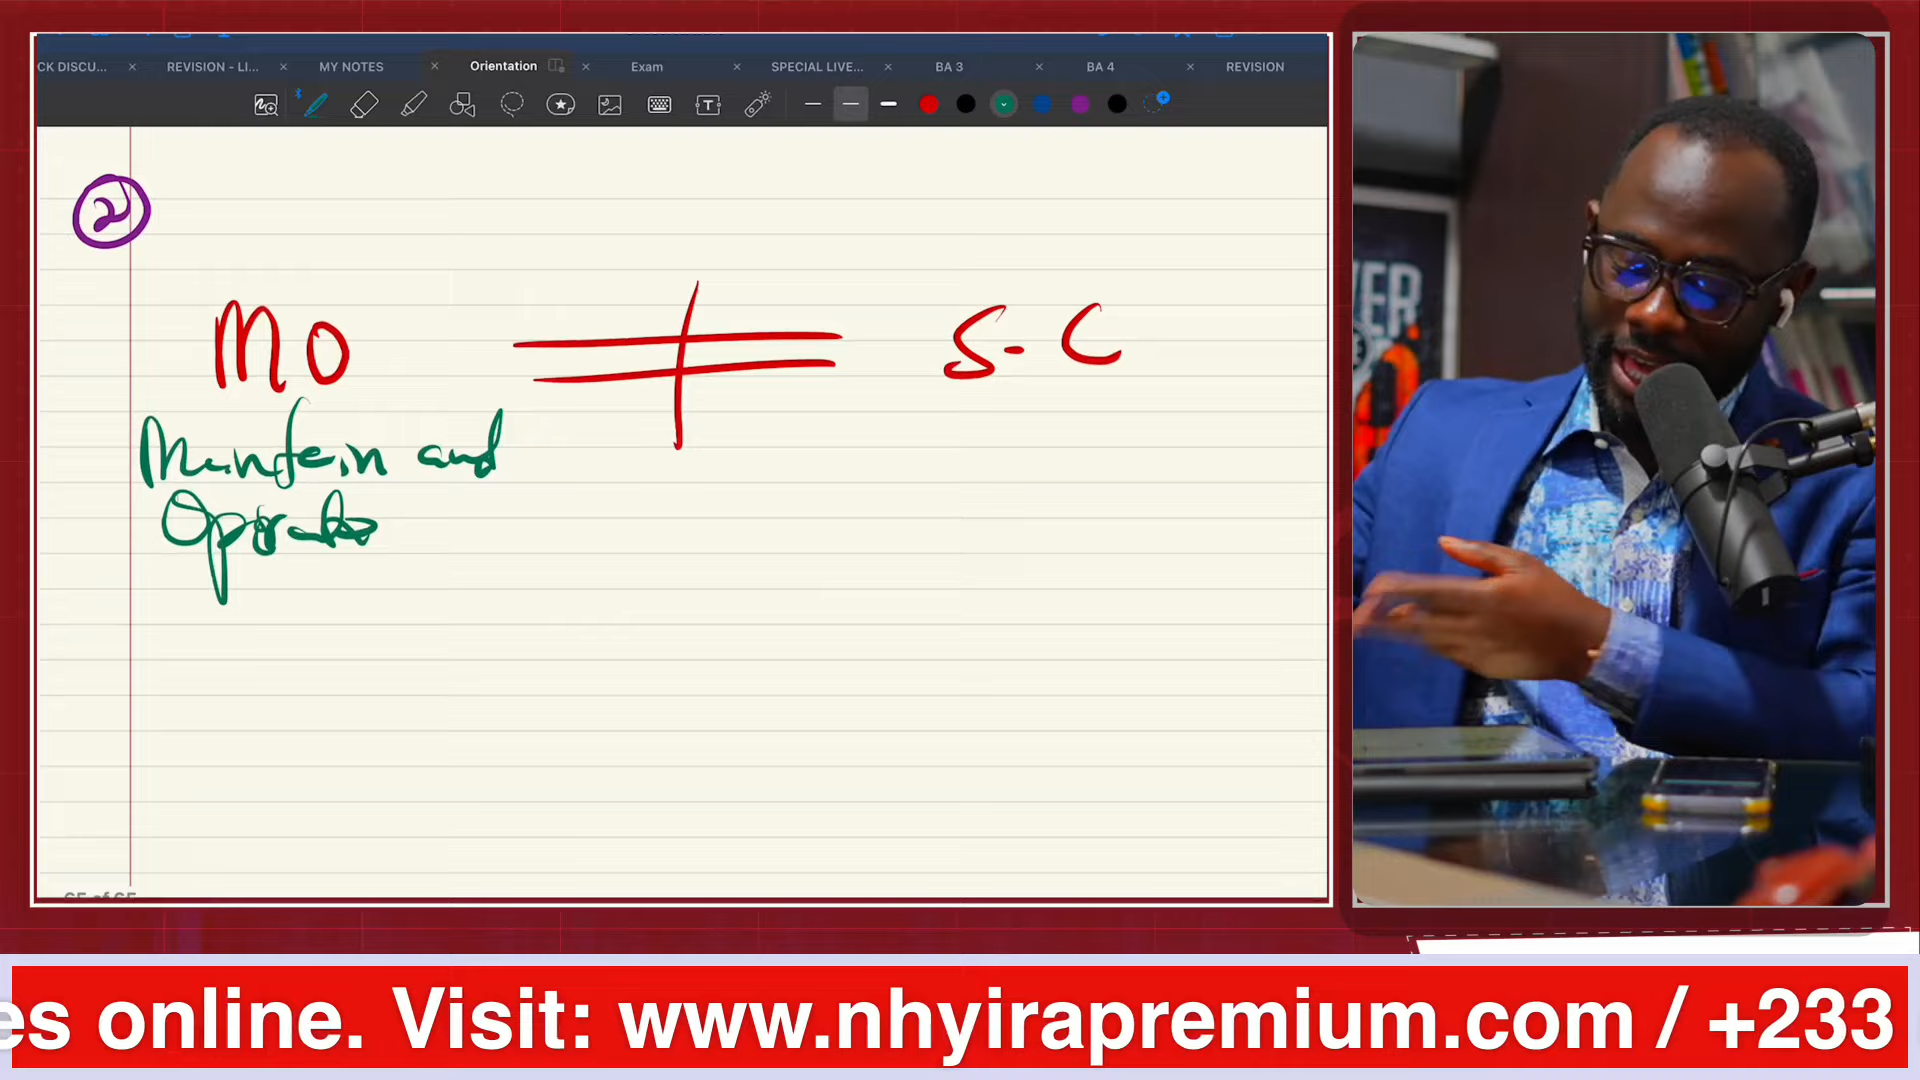 CK DISCU... REVISION - LI... MY NOTES Orientation Exam SPECIAL LIVE... BA 3 BA 4 REVISION
2
MO S-C
Maintain and
Operate
es online. Visit: www.nhyirapremium.com / +233